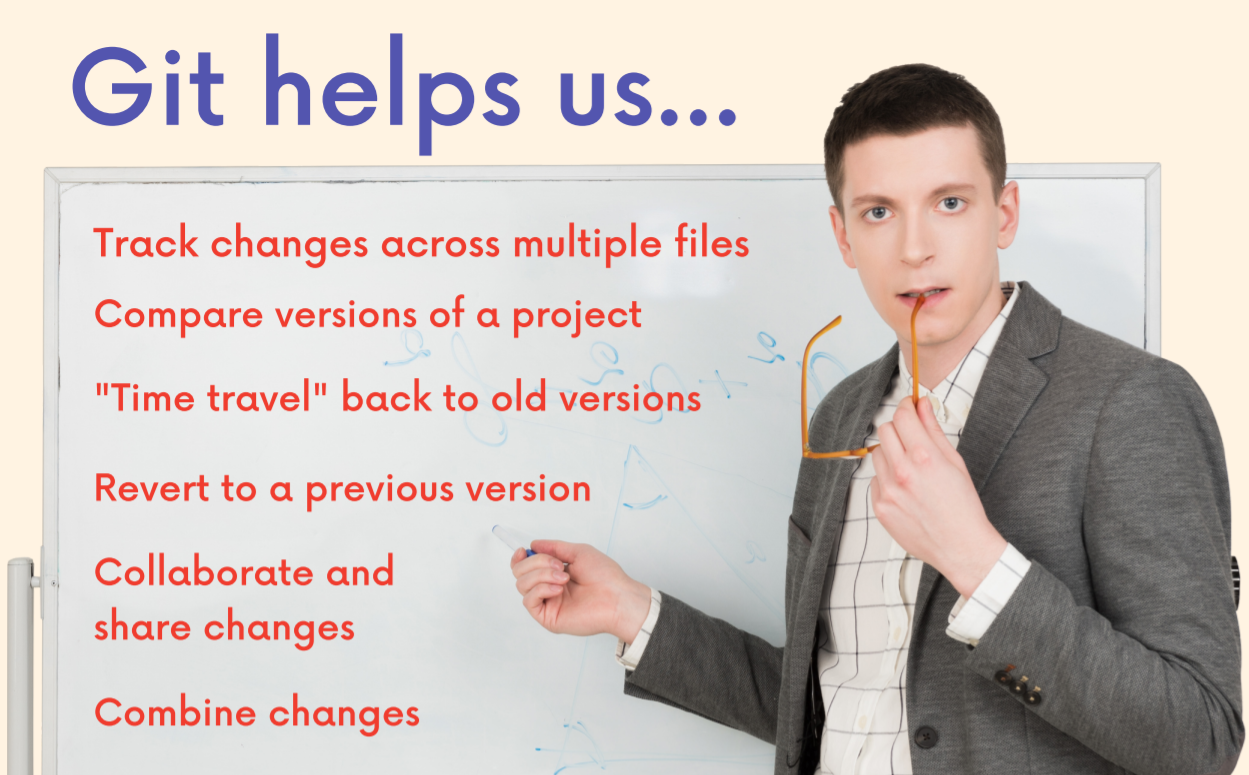 Git helps us...
Track changes across multiple files
Compare versions of a project
"Time travel" back to old versions
Revert to a previous version
Collaborate and
share changes
Combine changes